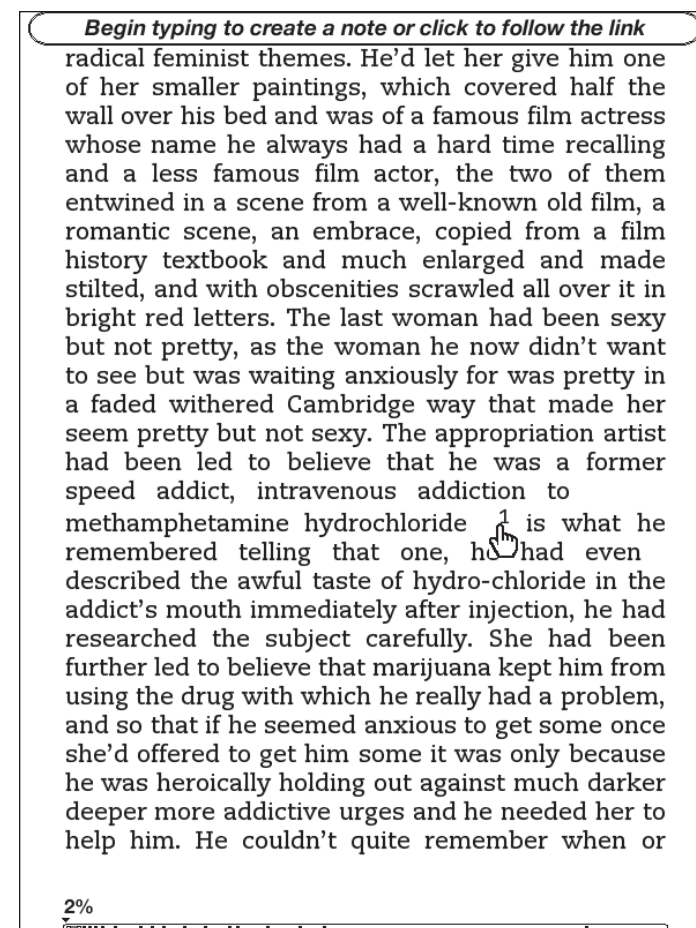 Begin typing to create a note or click to follow the link
radical feminist themes. He’d let her give him one
of her smaller paintings, which covered half the
wall over his bed and was of a famous film actress
whose name he always had a hard time recalling
and a less famous film actor, the two of them
entwined in a scene from a well-known old film, a
romantic scene, an embrace, copied from a film
history textbook and much enlarged and made
stilted, and with obscenities scrawled all over it in
bright red letters. The last woman had been sexy
but not pretty, as the woman he now didn’t want
to see but was waiting anxiously for was pretty in
a faded withered Cambridge way that made her
seem pretty but not sexy. The appropriation artist
had been led to believe that he was a former
speed addict, intravenous addiction to
methamphetamine hydrochloride 1 is what he
remembered telling that one, he had even
described the awful taste of hydro-chloride in the
addict’s mouth immediately after injection, he had
researched the subject carefully. She had been
further led to believe that marijuana kept him from
using the drug with which he really had a problem,
and so that if he seemed anxious to get some once
she’d offered to get him some it was only because
he was heroically holding out against much darker
deeper more addictive urges and he needed her to
help him. He couldn’t quite remember when or
2%